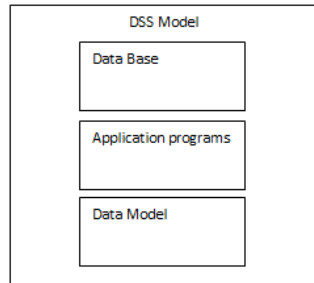 DSS Model
Data Base
Application programs
Data Model